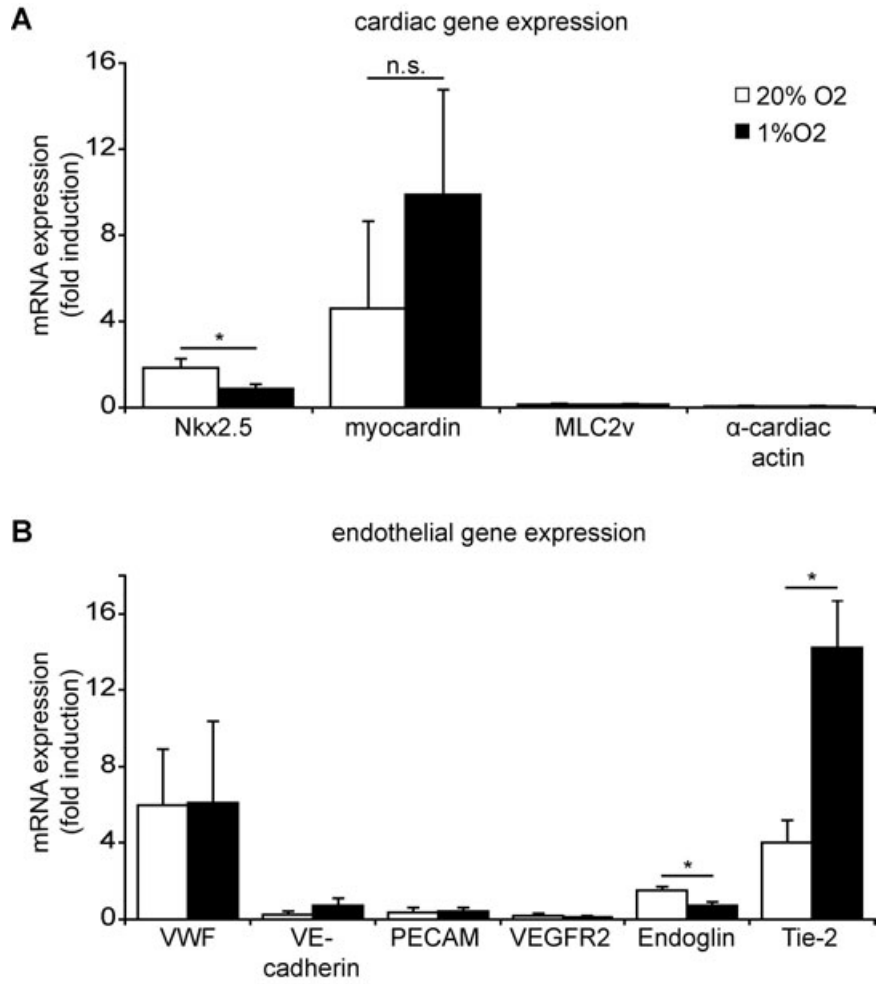 A
cardiac gene expression
mRNA expression
(fold induction)
16
12
8
4
0
n.s.
*
20% O2
1%O2
Nkx2.5
myocardin
MLC2v
α-cardiac
actin
B
endothelial gene expression
mRNA expression
(fold induction)
16
12
8
4
0
*
*
VWF
VE-
cadherin
PECAM
VEGFR2
Endoglin
Tie-2